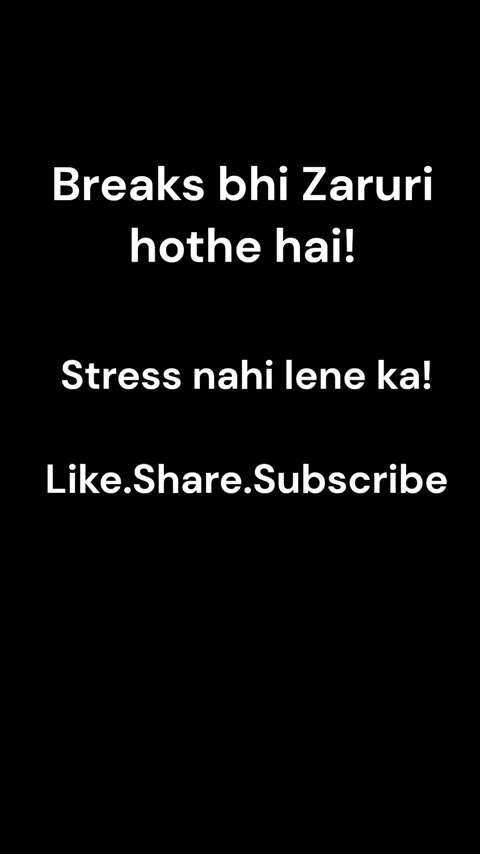 Breaks bhi Zaruri
hothe hai!
Stress nahi lene ka!
Like.Share.Subscribe